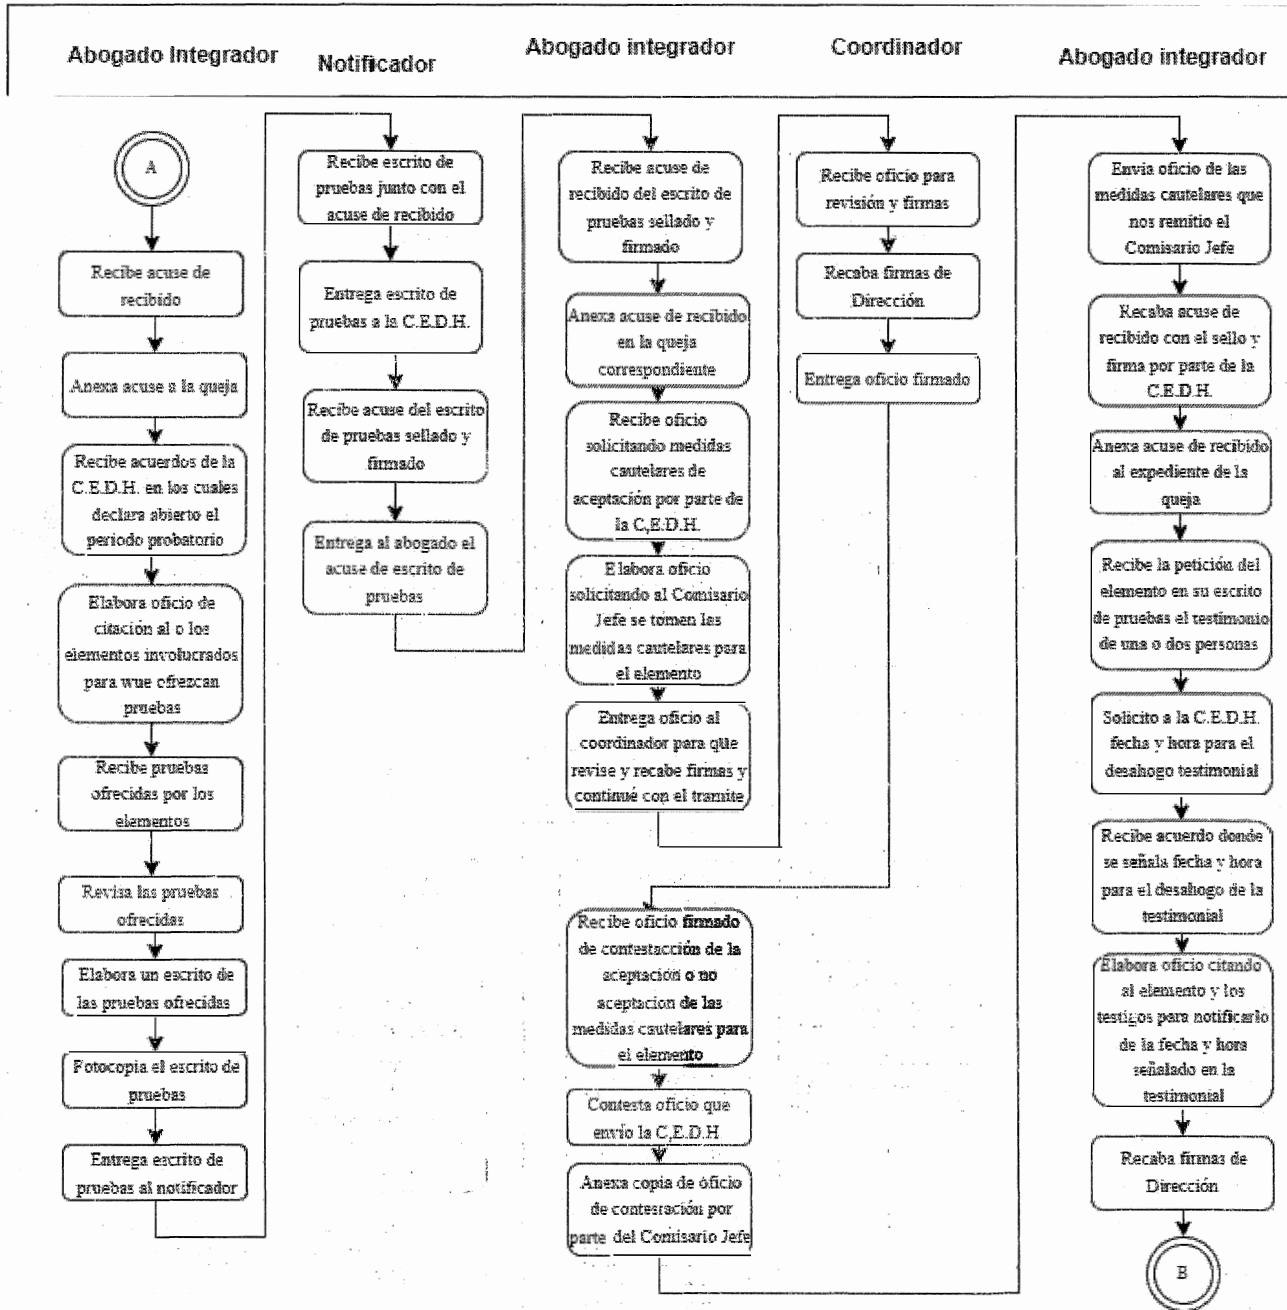 Abogado Integrador
Notificador
Abogado integrador
Coordinador
Abogado integrador
A
Recibe acuse de
recibido
Anexa acuse a la queja
Recibe acuerdos de la
C.E.D.H. en los cuales
declara abierto el
periodo probatorio
Elabora oficio de
citación al o los
elementos involucrados
para wue ofrezcan
pruebas
Recibe pruebas
ofrecidas por los
elementos
Revisa las pruebas
ofrecidas
Elabora un escrito de
las pruebas ofrecidas
Fotocopia el escrito de
pruebas
Entrega escrito de
pruebas al notificador
Recibe escrito de
pruebas junto con el
acuse de recibido
Entrega escrito de
pruebas a la C.E.D.H.
Recibe acuse del escrito
de pruebas sellado y
firmado
Entrega al abogado el
acuse de escrito de
pruebas
Recibe acuse de
recibido del escrito de
pruebas sellado y
firmado
Anexa acuse de recibido
en la queja
correspondiente
Recibe oficio
solicitando medidas
cautelares de
aceptación por parte de
la C,E.D.H.
Elabora oficio
solicitando al Comisario
Jefe se tomen las
medidas cautelares para
el elemento
Entrega oficio al
coordinador para que
revise y recabe firmas y
continué con el tramite
Recibe oficio para
revisión y firmas
Recaba firmas de
Dirección
Entrega oficio firmado
Recibe oficio firmado
de contestacción de la
aceptación o no
aceptacion de las
medidas cautelares para
el elemento
Contesta oficio que
envío la C,E.D.H
Anexa copia de oficio
de contestación por
parte del Comisario Jefe
Envia oficio de las
medidas cautelares que
nos remitio el
Comisario Jefe
Recaba acuse de
recibido con el sello y
firma por parte de la
C.E.D.H.
Anexa acuse de recibido
al expediente de la
queja
Recibe la petición del
elemento en su escrito
de pruebas el testimonio
de una o dos personas
Solicito a la C.E.D.H.
fecha y hora para el
desahogo testimonial
Recibe acuerdo donde
se señala fecha y hora
para el desahogo de la
testimonial
Elabora oficio citando
al elemento y los
testigos para notificarlo
de la fecha y hora
señalado en la
testimonial
Recaba firmas de
Dirección
B